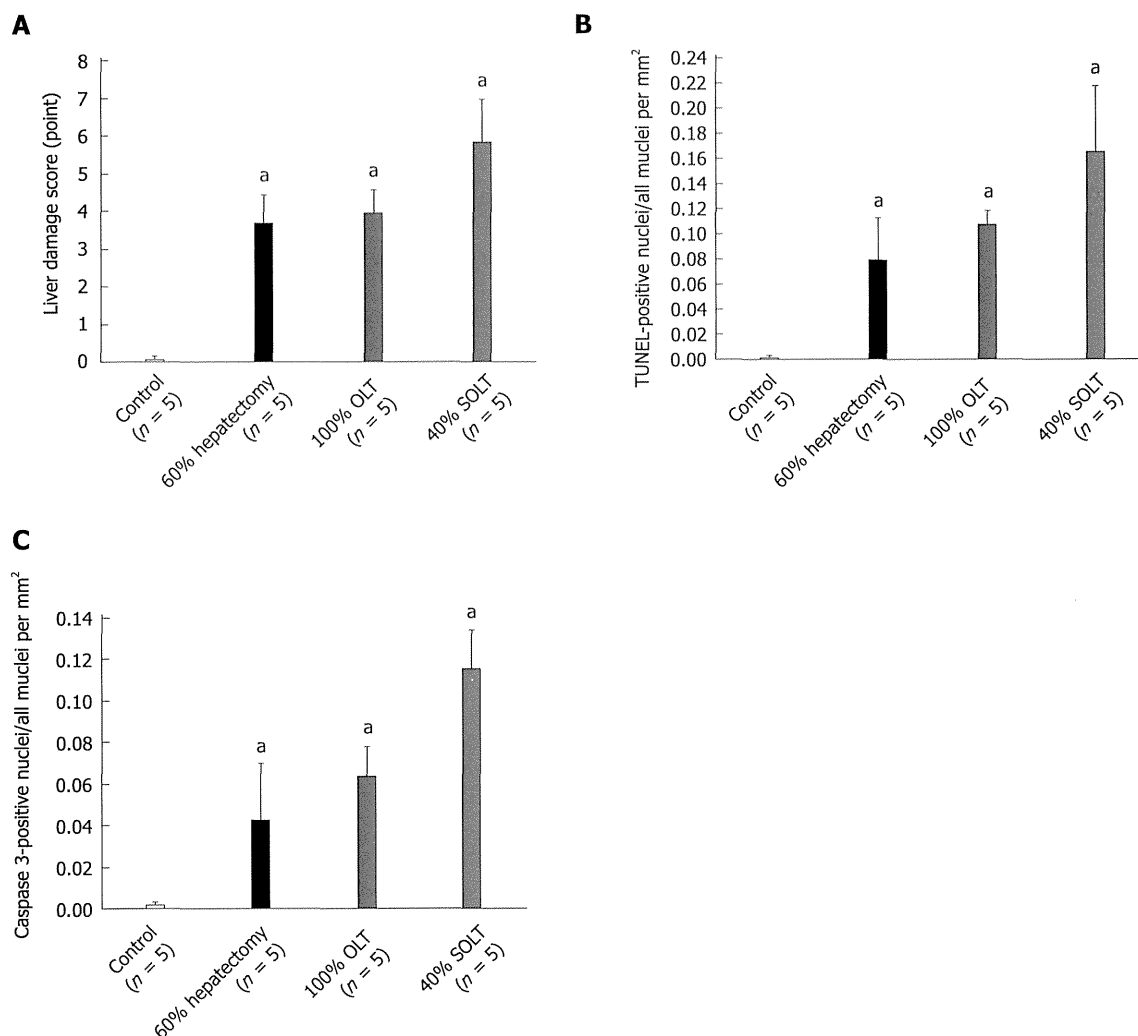 A
Liver damage score (point)
8
7
6
5
4
3
2
1
0
a
a
a
Control
(n = 5)
60% hepatectomy
(n = 5)
100% OLT
(n = 5)
40% SOLT
(n = 5)
B
TUNEL-positive nuclei/all muclei per mm²
0.24
0.22
0.20
0.18
0.16
0.14
0.12
0.10
0.08
0.06
0.04
0.02
0.00
a
a
a
Control
(n = 5)
60% hepatectomy
(n = 5)
100% OLT
(n = 5)
40% SOLT
(n = 5)
C
Caspase 3-positive nuclei/all muclei per mm²
0.14
0.12
0.10
0.08
0.06
0.04
0.02
0.00
a
a
a
Control
(n = 5)
60% hepatectomy
(n = 5)
100% OLT
(n = 5)
40% SOLT
(n = 5)